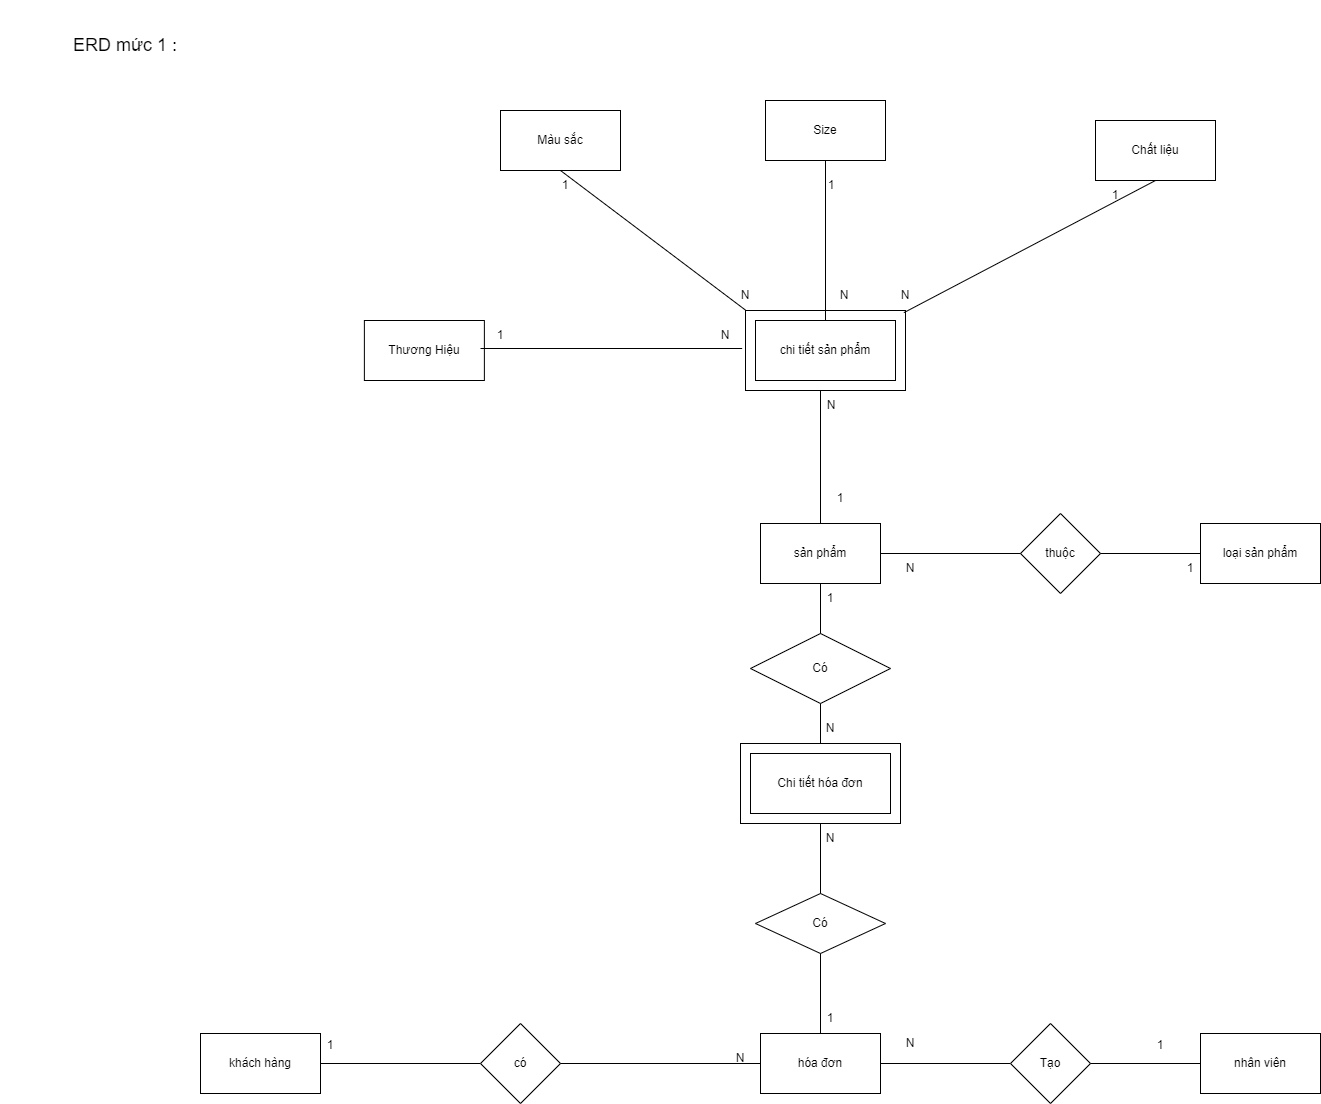 ERD mức 1 :
Màu sắc
Size
Chất liệu
1
1
1
N
N
N
Thương Hiệu
1
N
chi tiết sản phẩm
N
1
sản phẩm
N
thuộc
1
loại sản phẩm
1
Có
N
Chi tiết hóa đơn
N
Có
1
khách hàng
1
có
N
hóa đơn
N
Tạo
1
nhân viên